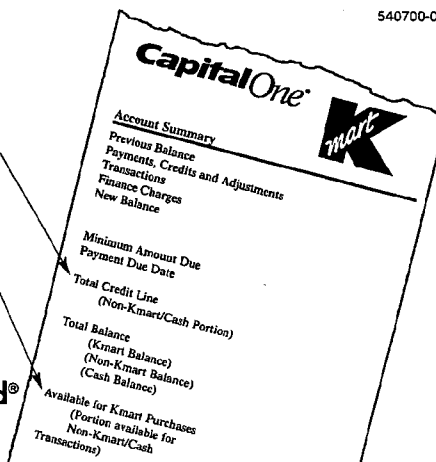 540700-0
CapitalOne®
Kmart
Account Summary
Previous Balance
Payments, Credits and Adjustments
Transactions
Finance Charges
New Balance
Minimum Amount Due
Payment Due Date
Total Credit Line
(Non-Kmart/Cash Portion)
Total Balance
(Kmart Balance)
(Non-Kmart Balance)
(Cash Balance)
d®
Available for Kmart Purchases
(Portion available for
Non-Kmart/Cash
Transactions)